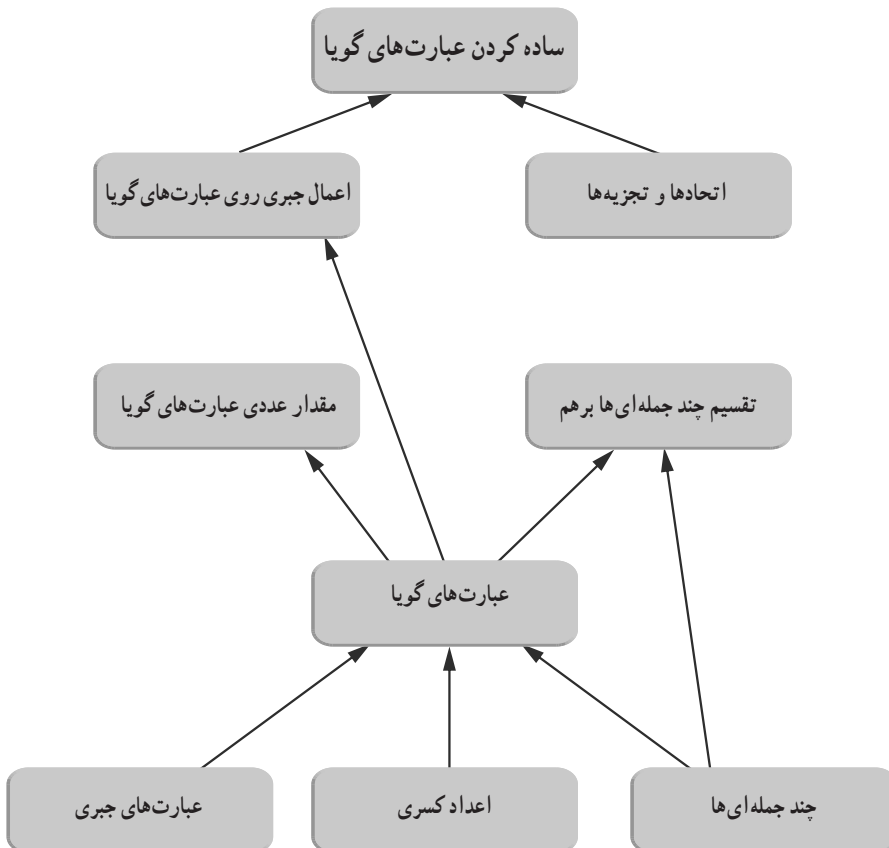 ساده کردن عبارت‌های گویا
اتحادها و تجزیه‌ها
اعمال جبری روی عبارت‌های گویا
تقسیم چند جمله‌ای‌ها برهم
مقدار عددی عبارت‌های گویا
عبارت‌های گویا
چند جمله‌ای‌ها
اعداد کسری
عبارت‌های جبری